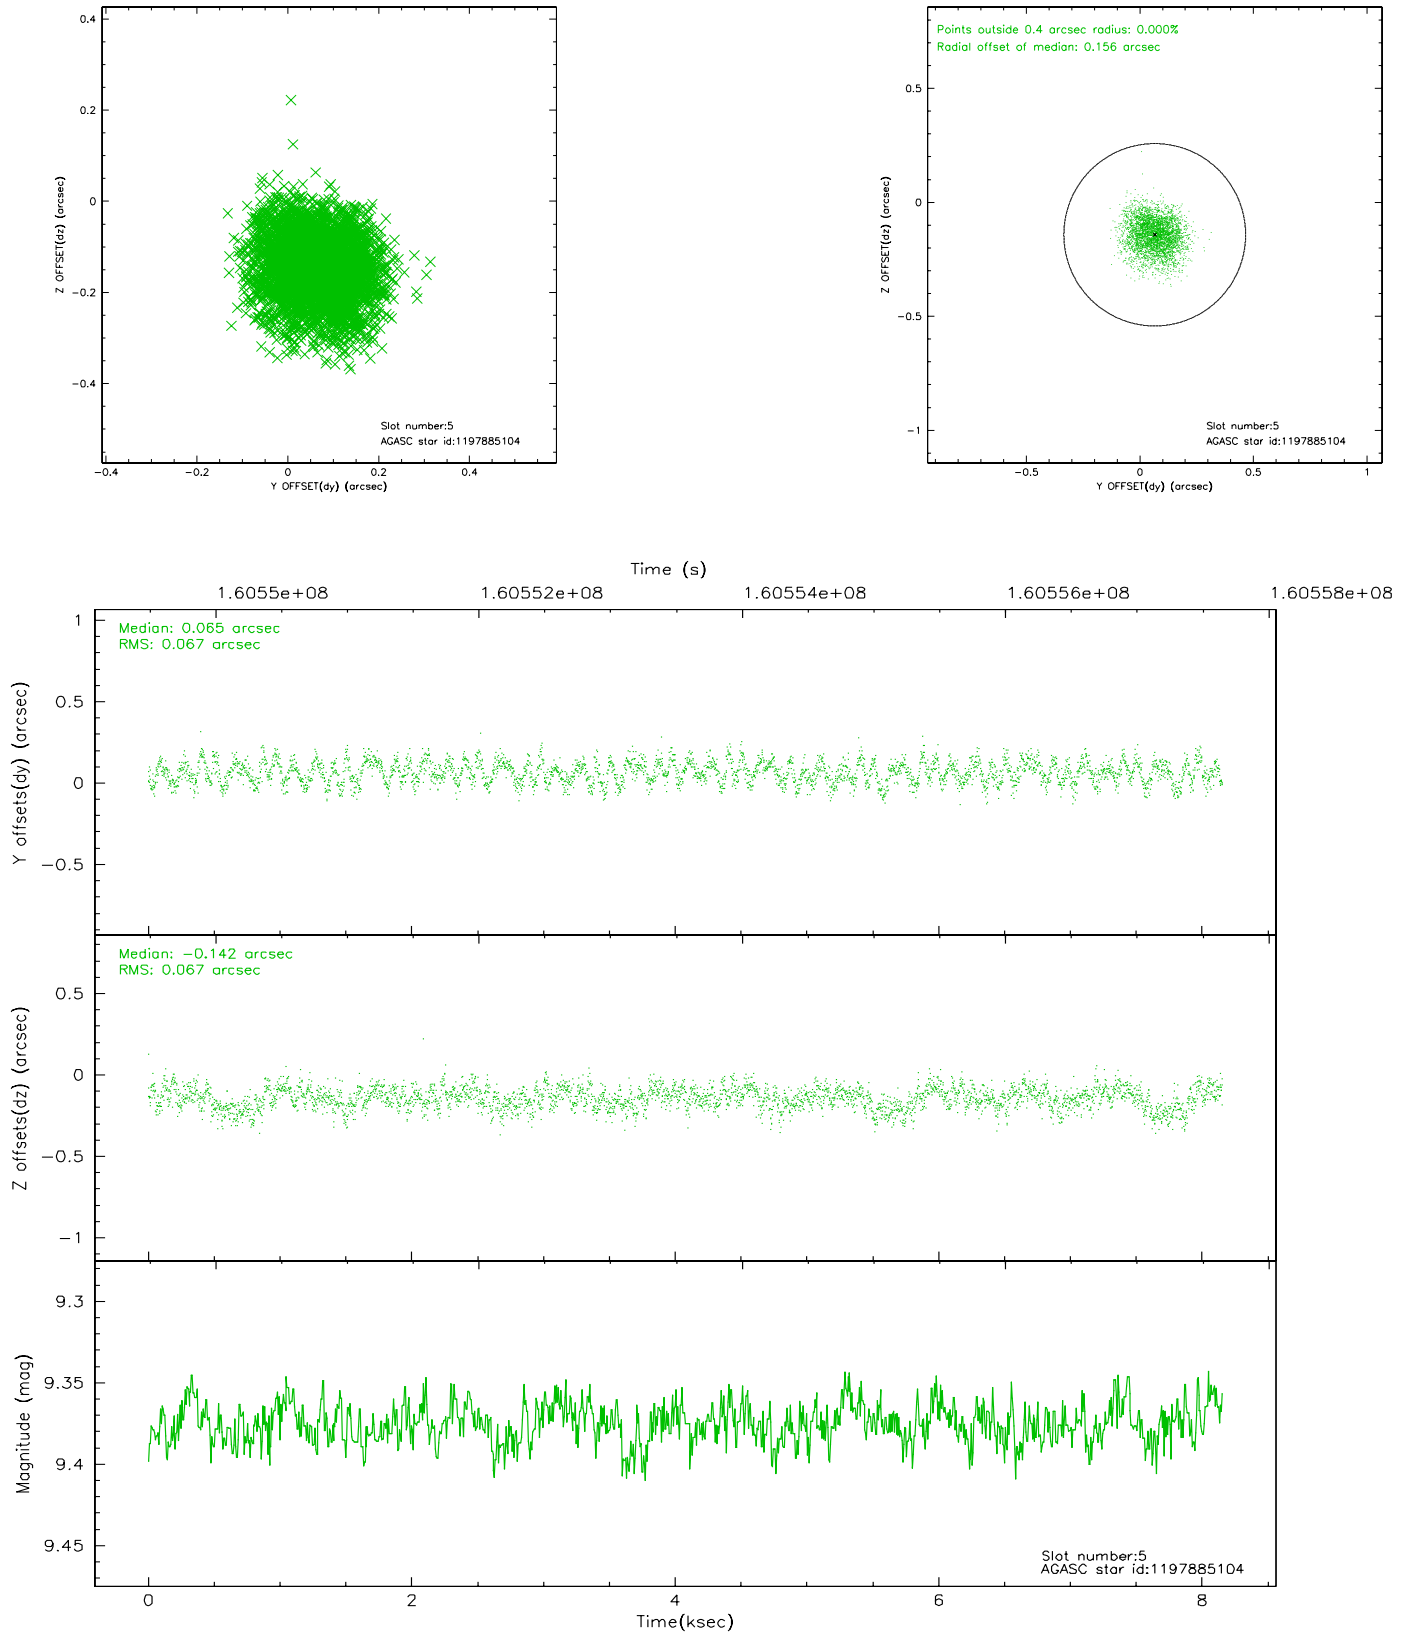 0.4
0.2
0
−0.2
−0.4
Z OFFSET(dz) (arcsec)
Slot number:5
AGASC star id:1197885104
−0.4
−0.2
0
0.2
0.4
Y OFFSET(dy) (arcsec)
Points outside 0.4 arcsec radius: 0.000%
Radial offset of median: 0.156 arcsec
0.5
0
−0.5
−1
Z OFFSET(dz) (arcsec)
Slot number:5
AGASC star id:1197885104
−0.5
0
0.5
1
Y OFFSET(dy) (arcsec)
Time (s)
1.6055e+08
1.60552e+08
1.60554e+08
1.60556e+08
1.60558e+08
Median: 0.065 arcsec
RMS: 0.067 arcsec
1
0.5
0
−0.5
Y offsets(dy) (arcsec)
Median: −0.142 arcsec
RMS: 0.067 arcsec
0.5
0
−0.5
−1
Z offsets(dz) (arcsec)
9.3
9.35
9.4
9.45
Magnitude (mag)
Slot number:5
AGASC star id:1197885104
0
2
4
6
8
Time(ksec)